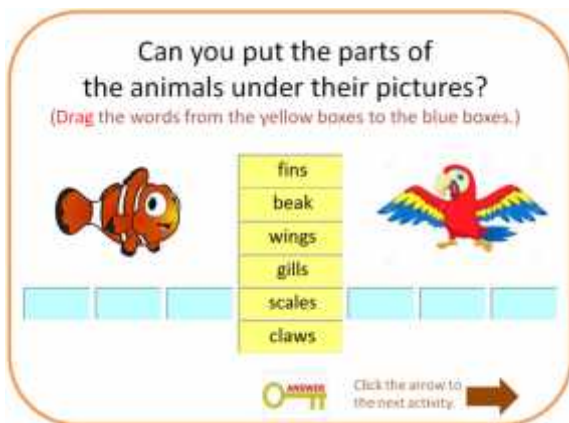 Can you put the parts of
the animals under their pictures?
(Drag the words from the yellow boxes to the blue boxes.)
fins
beak
wings
gills
scales
claws
ANSWER
Click the arrow to
the next activity.